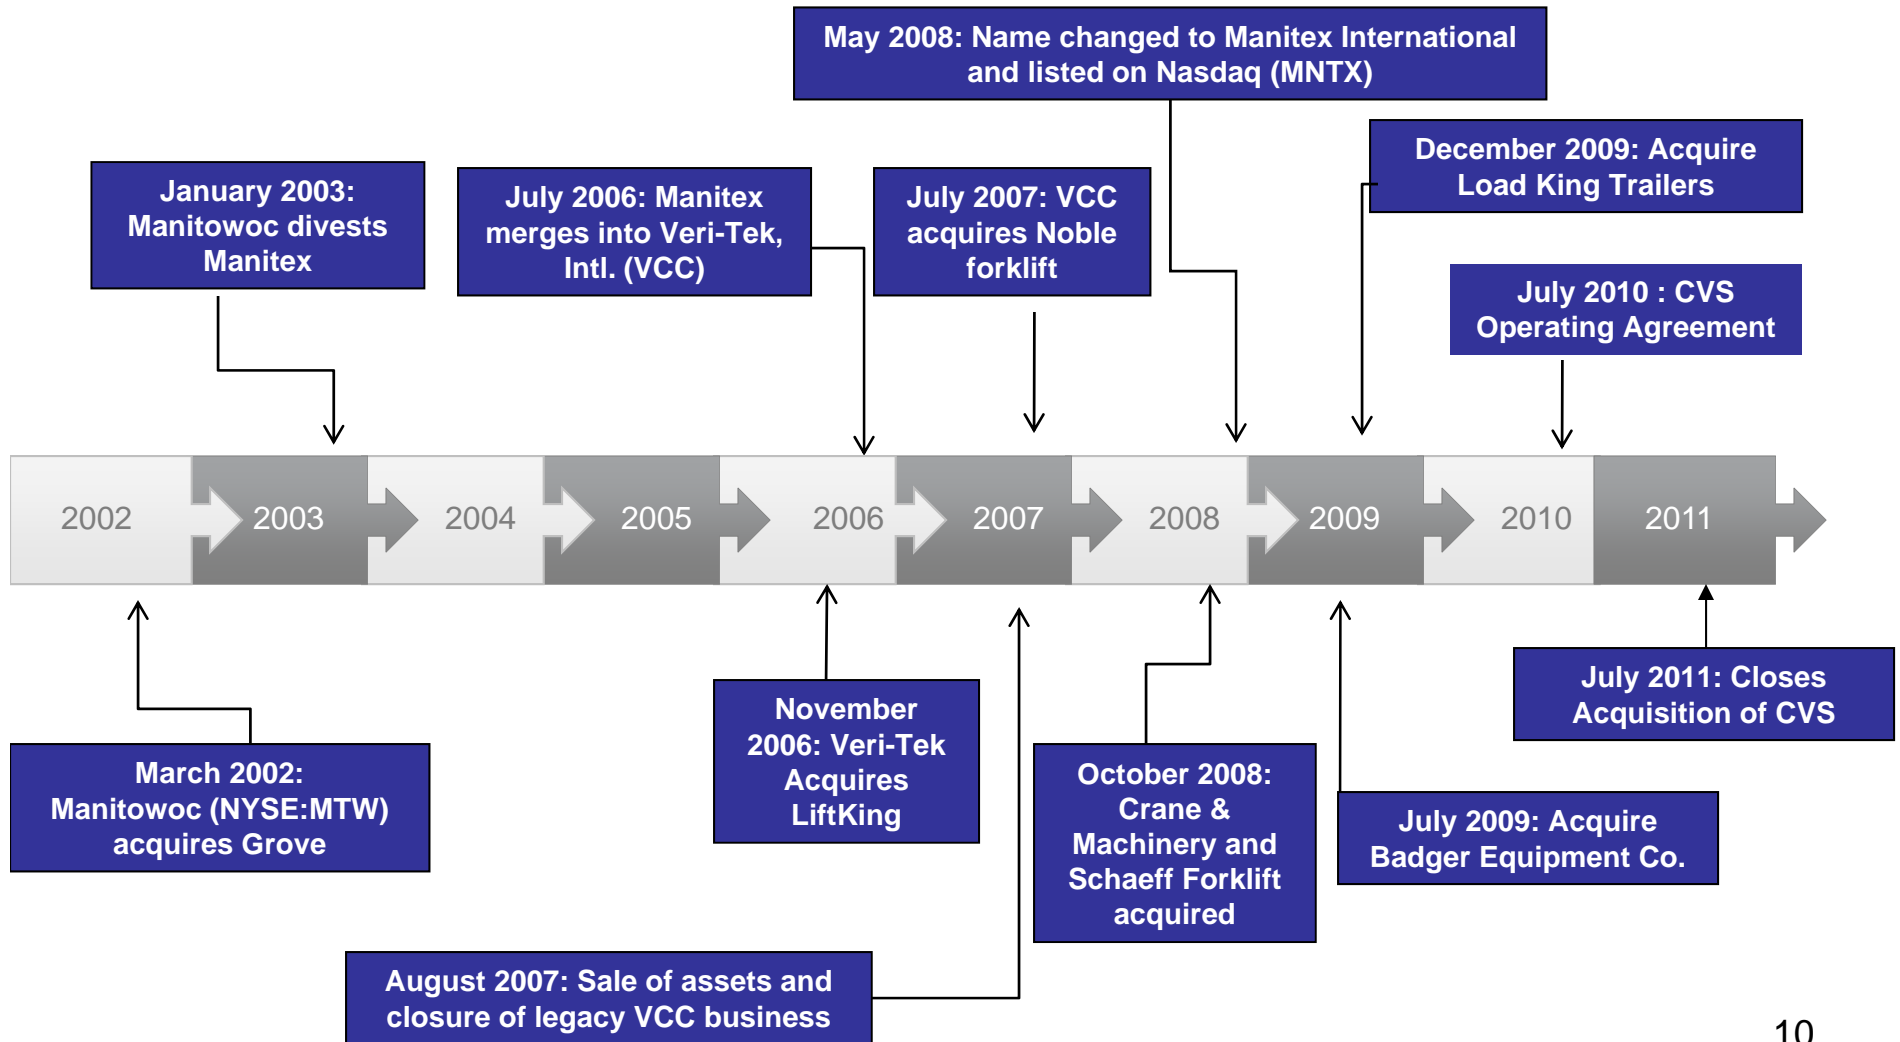 May 2008: Name changed to Manitex International
and listed on Nasdaq (MNTX)
January 2003:
Manitowoc divests
Manitex
July 2006: Manitex
merges into Veri-Tek,
Intl. (VCC)
July 2007: VCC
acquires Noble
forklift
December 2009: Acquire
Load King Trailers
July 2010 : CVS
Operating Agreement
2002
2003
2004
2005
2006
2007
2008
2009
2010
2011
March 2002:
Manitowoc (NYSE:MTW)
acquires Grove
November
2006: Veri-Tek
Acquires
LiftKing
October 2008:
Crane &
Machinery and
Schaeff Forklift
acquired
July 2011: Closes
Acquisition of CVS
July 2009: Acquire
Badger Equipment Co.
August 2007: Sale of assets and
closure of legacy VCC business
10